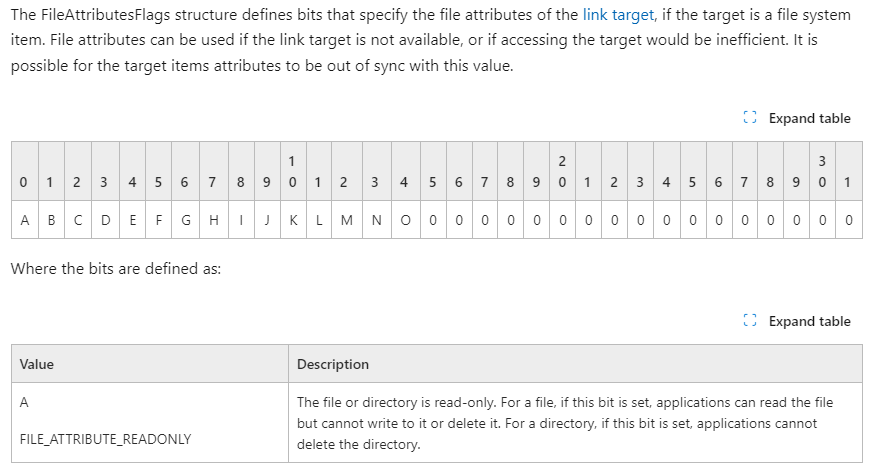 The FileAttributesFlags structure defines bits that specify the file attributes of the link target, if the target is a file system
item. File attributes can be used if the link target is not available, or if accessing the target would be inefficient. It is
possible for the target items attributes to be out of sync with this value.
Expand table
1 2 3
0 1 2 3 4 5 6 7 8 9 0 1 2 3 4 5 6 7 8 9 0 1 2 3 4 5 6 7 8 9 0 1
A B C D E F G H I J K L M N O 0 0 0 0 0 0 0 0 0 0 0 0 0 0 0 0 0
Where the bits are defined as:
Expand table
Value Description
A
FILE_ATTRIBUTE_READONLY
The file or directory is read-only. For a file, if this bit is set, applications can read the file
but cannot write to it or delete it. For a directory, if this bit is set, applications cannot
delete the directory.